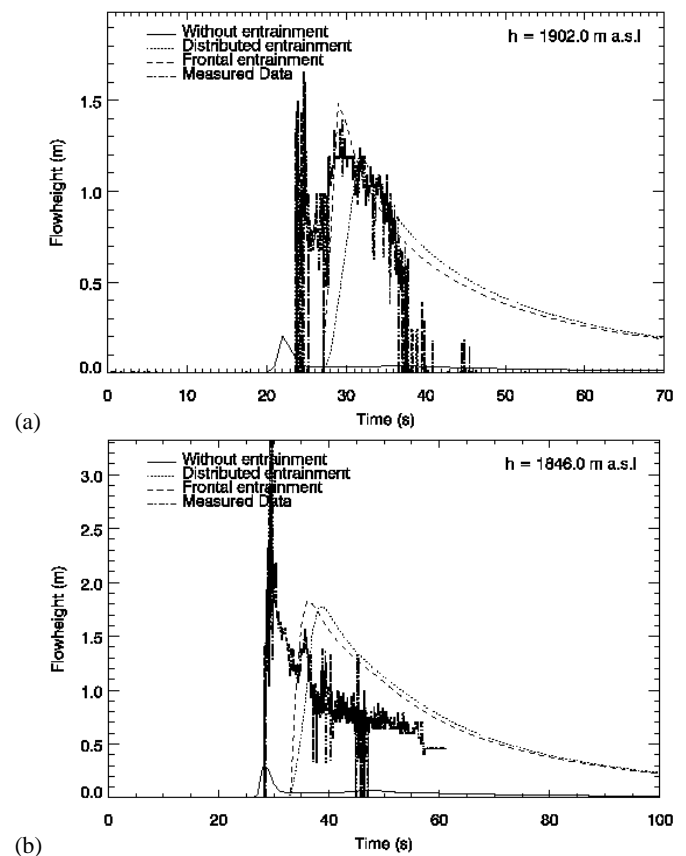 Without entrainment
Distributed entrainment
Frontal entrainment
Measured Data
h = 1902.0 m a.s.l
1.5
1.0
0.5
0.0
Flowheight (m)
0 10 20 30 40 50 60 70
Time (s)
(a)
Without entrainment
Distributed entrainment
Frontal entrainment
Measured Data
h = 1846.0 m a.s.l
3.0
2.5
2.0
1.5
1.0
0.5
0.0
Flowheight (m)
0 20 40 60 80 100
Time (s)
(b)